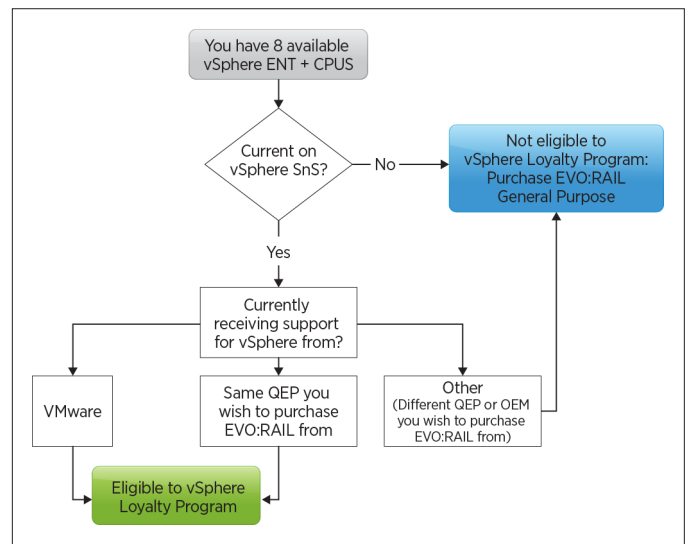 You have 8 available
vSphere ENT + CPUS
Current on
vSphere SnS?
No
Not eligible to
vSphere Loyalty Program:
Purchase EVO:RAIL
General Purpose
Yes
Currently
receiving support
for vSphere from?
VMware
Same QEP you
wish to purchase
EVO:RAIL from
Other
(Different QEP or OEM
you wish to purchase
EVO:RAIL from)
Eligible to vSphere
Loyalty Program